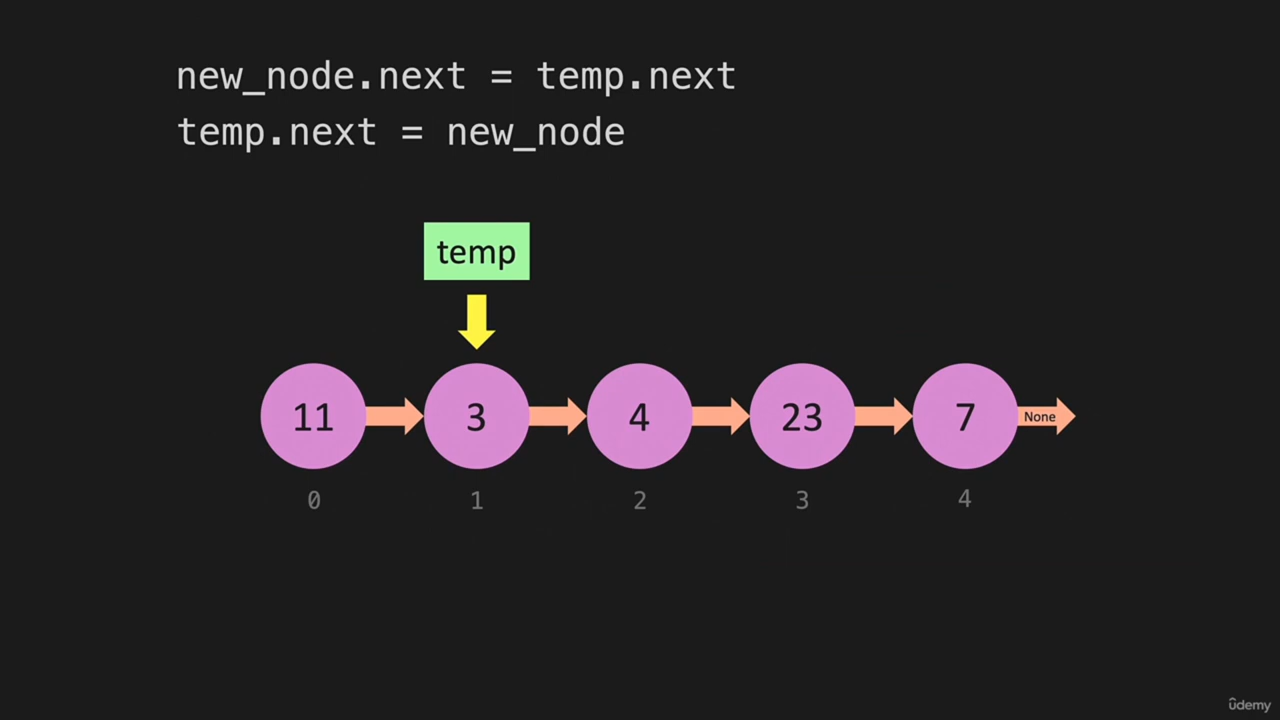 new_node.next = temp.next
temp.next = new_node
temp
11 3 4 23 7 None
0 1 2 3 4
ûdemy